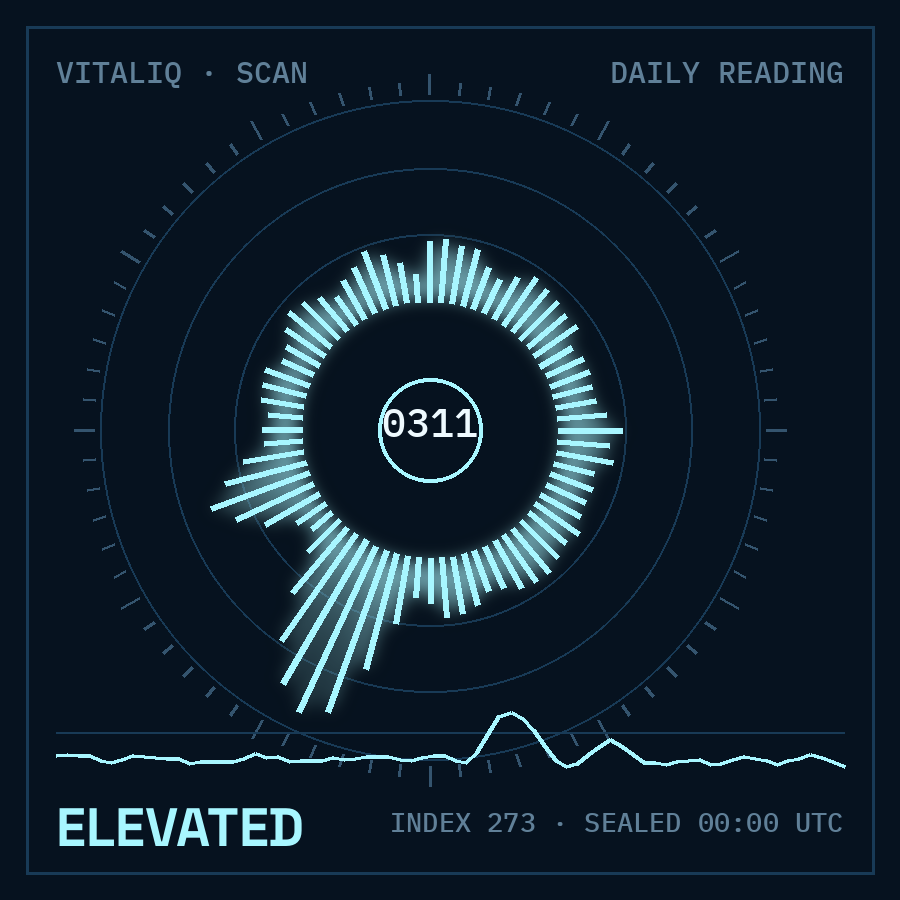 VITALIQ · SCAN
DAILY READING
0311
ELEVATED
INDEX 273 · SEALED 00:00 UTC